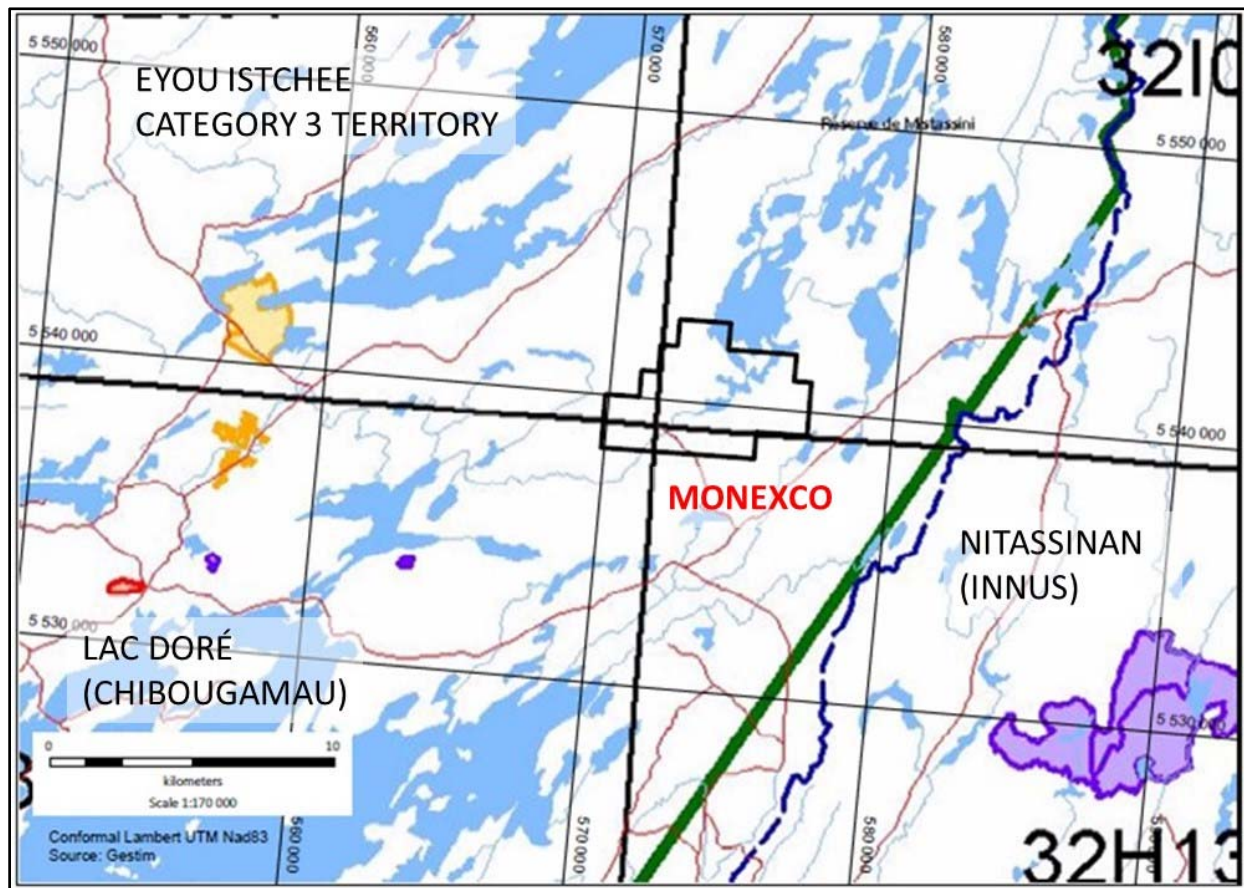 5 550 000
560 000
570 000
580 000
32I0
EYOU ISTCHEE
CATEGORY 3 TERRITORY
Réserve de Mistassini
5 550 000
5 540 000
5 540 000
MONEXCO
NITASSINAN
(INNUS)
5 530 000
LAC DORÉ
(CHIBOUGAMAU)
5 530 000
0 10
kilometers
Scale 1:170 000
Conformal Lambert UTM Nad83
Source: Gestim
560 000
570 000
580 000
32H13